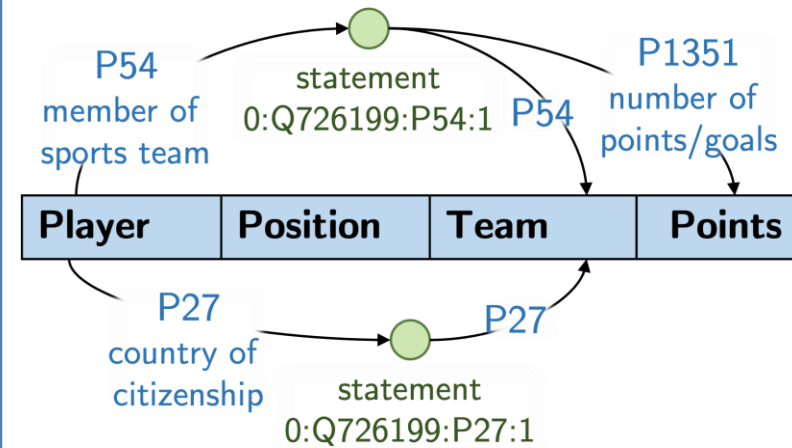 P54
member of
sports team
statement
0:Q726199:P54:1
P54
P1351
number of
points/goals
Player Position Team Points
P27
country of
citizenship
P27
statement
0:Q726199:P27:1